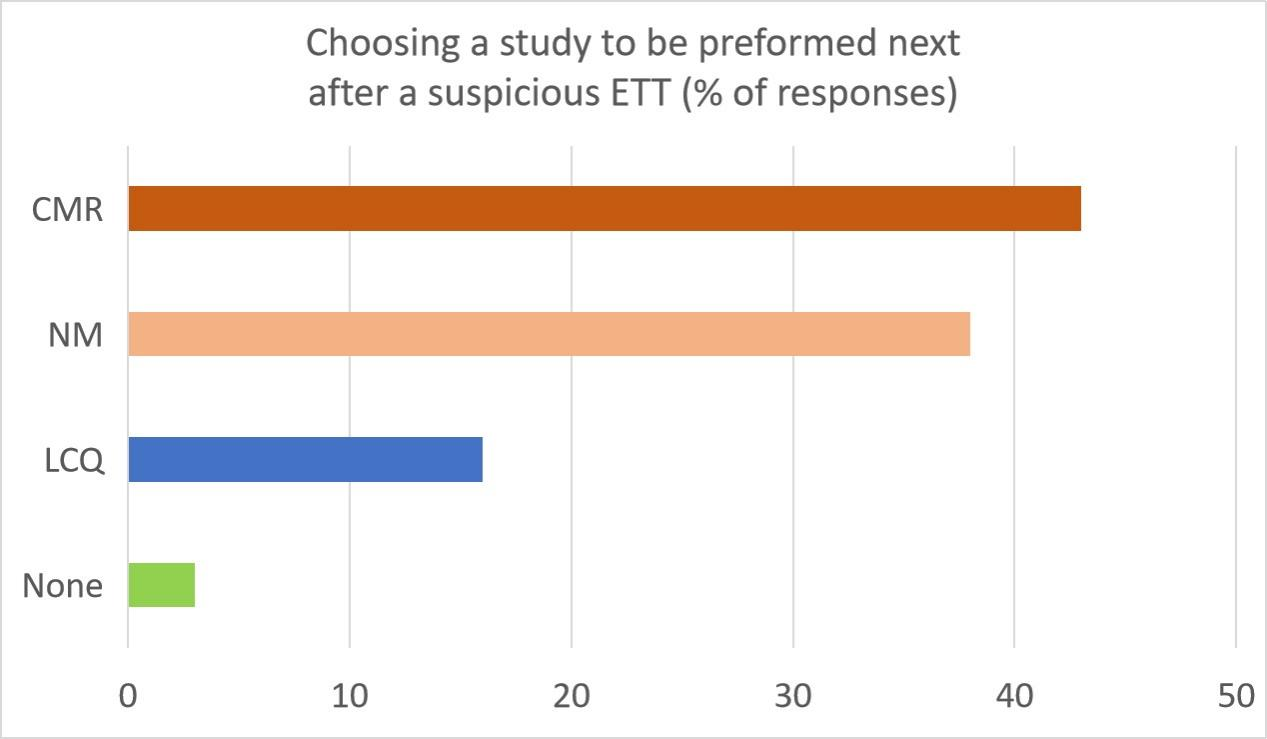 Choosing a study to be preformed next
after a suspicious ETT (% of responses)
CMR
NM
LCQ
None
0 10 20 30 40 50